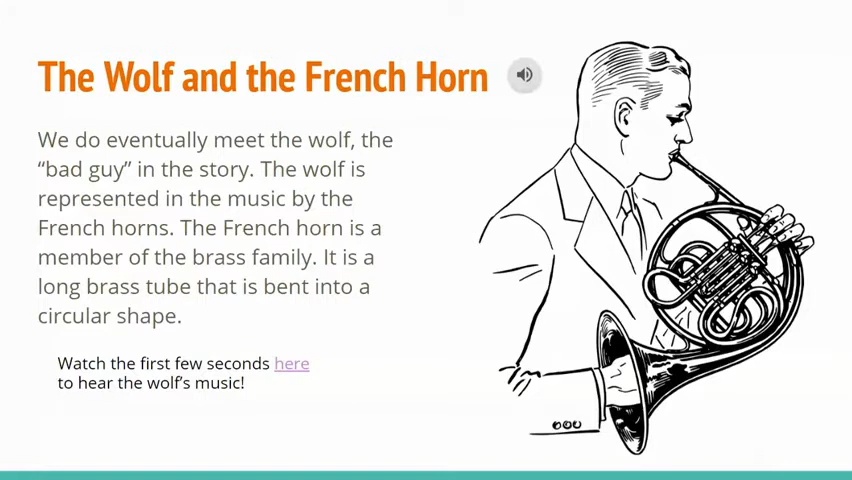 The Wolf and the French Horn
We do eventually meet the wolf, the
“bad guy” in the story. The wolf is
represented in the music by the
French horns. The French horn is a
member of the brass family. It is a
long brass tube that is bent into a
circular shape.
Watch the first few seconds here
to hear the wolf’s music!